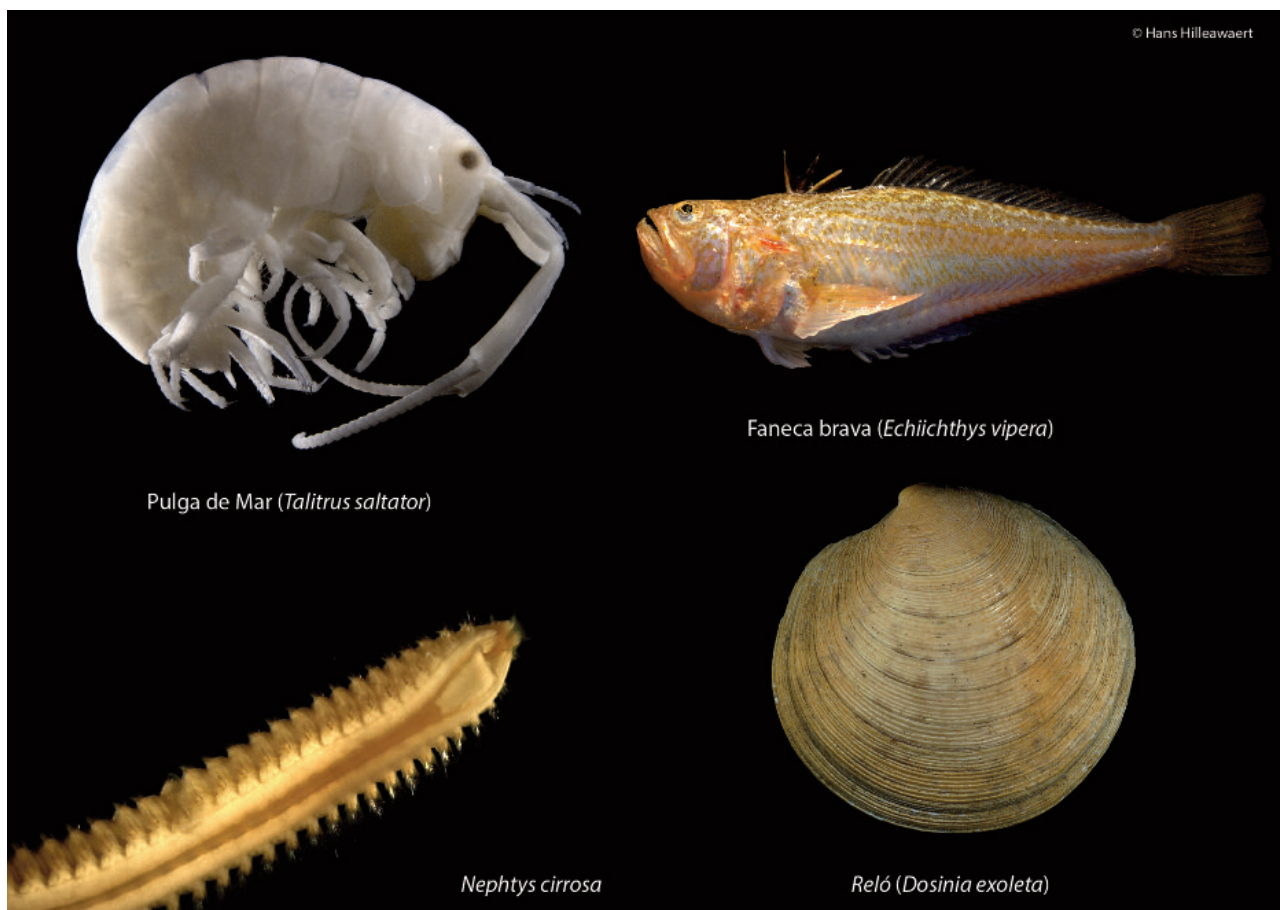 © Hans Hilleawaert
Faneca brava (Echiichthys vipera)
Pulga de Mar (Talitrus saltator)
Nephtys cirrosa
Reló (Dosinia exoleta)